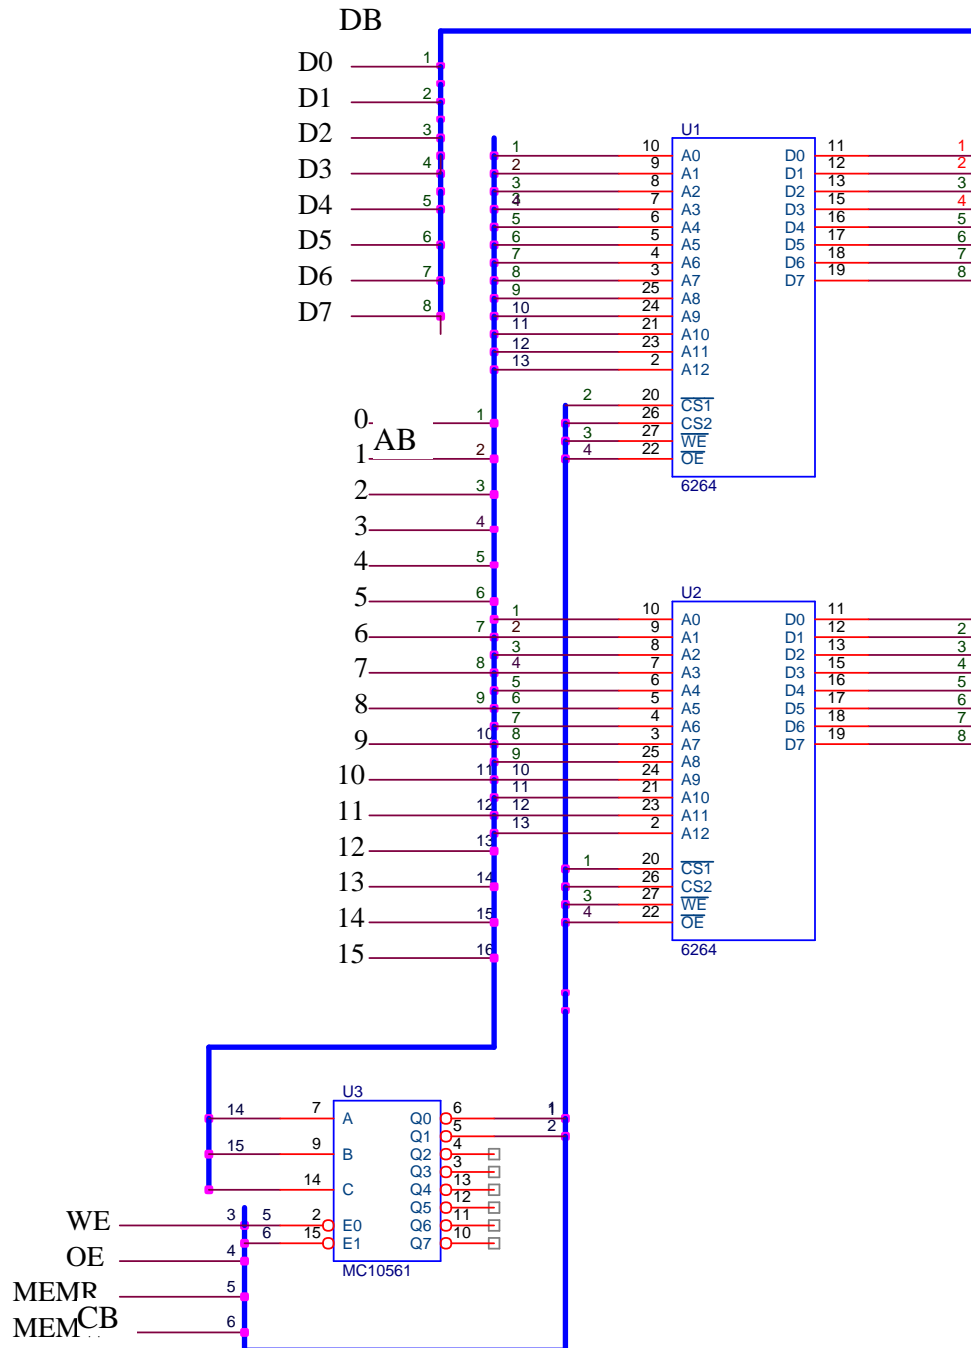 DB
D0 1
D1 2
D2 3
D3 4
D4 5
D5 6
D6 7
D7 8
U1
1 10 A0 D0 11 1
2 9 A1 D1 12 2
3 8 A2 D2 13 3
4 7 A3 D3 15 4
5 6 A4 D4 16 5
6 5 A5 D5 17 6
7 4 A6 D6 18 7
8 3 A7 D7 19 8
9 25 A8
10 24 A9
11 21 A10
12 23 A11
13 2 A12
2 20 CS1
26 CS2
3 27 WE
4 22 OE
6264
0 1
AB
1 2
2 3
3 4
4 5
5 6
6 7
7 8
8 9
9 10
10 11
11 12
12 13
13 14
14 15
15 16
U2
1 10 A0 D0 11
2 9 A1 D1 12 2
3 8 A2 D2 13 3
4 7 A3 D3 15 4
5 6 A4 D4 16 5
6 5 A5 D5 17 6
7 4 A6 D6 18 7
8 3 A7 D7 19 8
9 25 A8
10 24 A9
11 21 A10
12 23 A11
13 2 A12
1 20 CS1
26 CS2
3 27 WE
4 22 OE
6264
U3
14 7 A Q0 6 1
Q1 5 2
15 9 B Q2 4
Q3 3
14 C Q4 13
Q5 12
5 2 E0 Q6 11
6 15 E1 Q7 10
MC10561
WE 3
OE 4
MEMR 5
CB 6